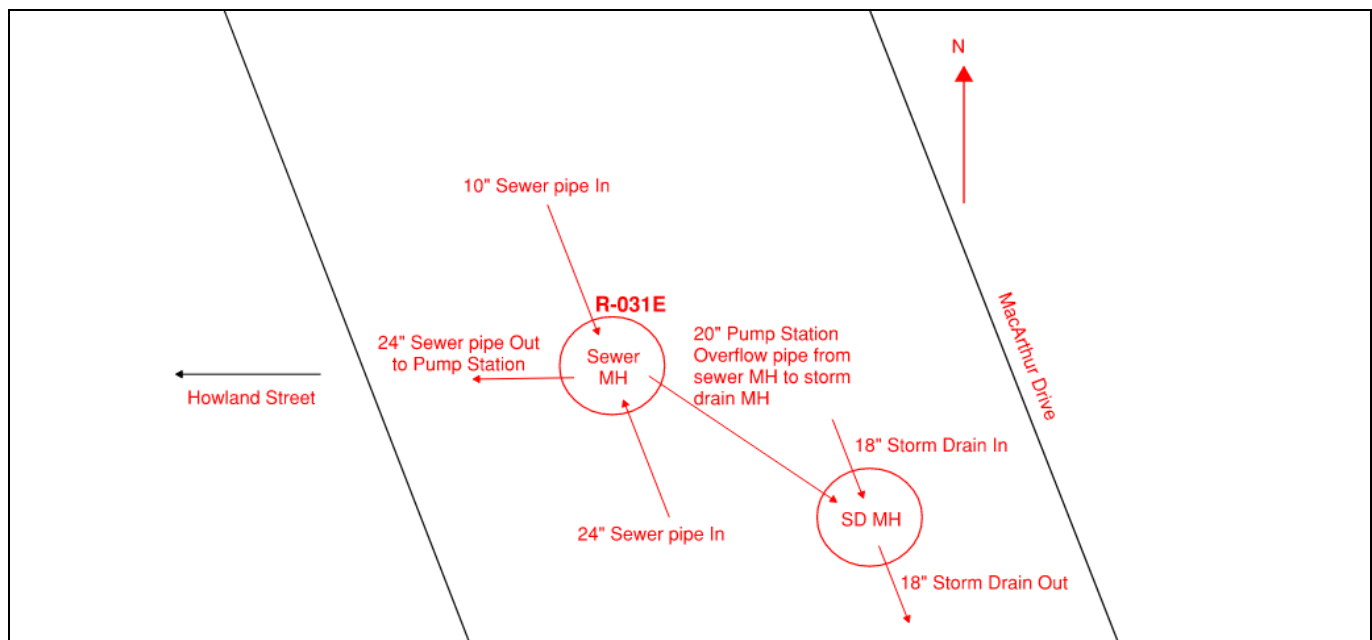 N
10" Sewer pipe In
R-031E
24" Sewer pipe Out
to Pump Station
Sewer
MH
20" Pump Station
Overflow pipe from
sewer MH to storm
drain MH
MacArthur Drive
Howland Street
18" Storm Drain In
24" Sewer pipe In
SD MH
18" Storm Drain Out